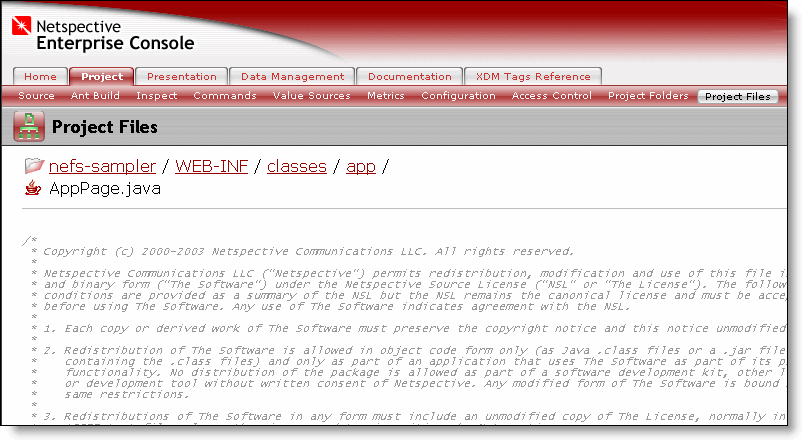 Netspective
Enterprise Console
Home Project Presentation Data Management Documentation XDM Tags Reference
Source Ant Build Inspect Commands Value Sources Metrics Configuration Access Control Project Folders Project Files
Project Files
nefs-sampler / WEB-INF / classes / app /
AppPage.java
/*
* Copyright (c) 2000-2003 Netspective Communications LLC. All rights reserved.
*
* Netspective Communications LLC ("Netspective") permits redistribution, modification and use of this file i
* and binary form ("The Software") under the Netspective Source License ("NSL" or "The License"). The follow
* conditions are provided as a summary of the NSL but the NSL remains the canonical license and must be acce
* before using The Software. Any use of The Software indicates agreement with the NSL.
*
* 1. Each copy or derived work of The Software must preserve the copyright notice and this notice unmodified
*
* 2. Redistribution of The Software is allowed in object code form only (as Java .class files or a .jar file
* containing the .class files) and only as part of an application that uses The Software as part of its p
* functionality. No distribution of the package is allowed as part of a software development kit, other l
* or development tool without written consent of Netspective. Any modified form of The Software is bound
* same restrictions.
*
* 3. Redistributions of The Software in any form must include an unmodified copy of The License, normally in